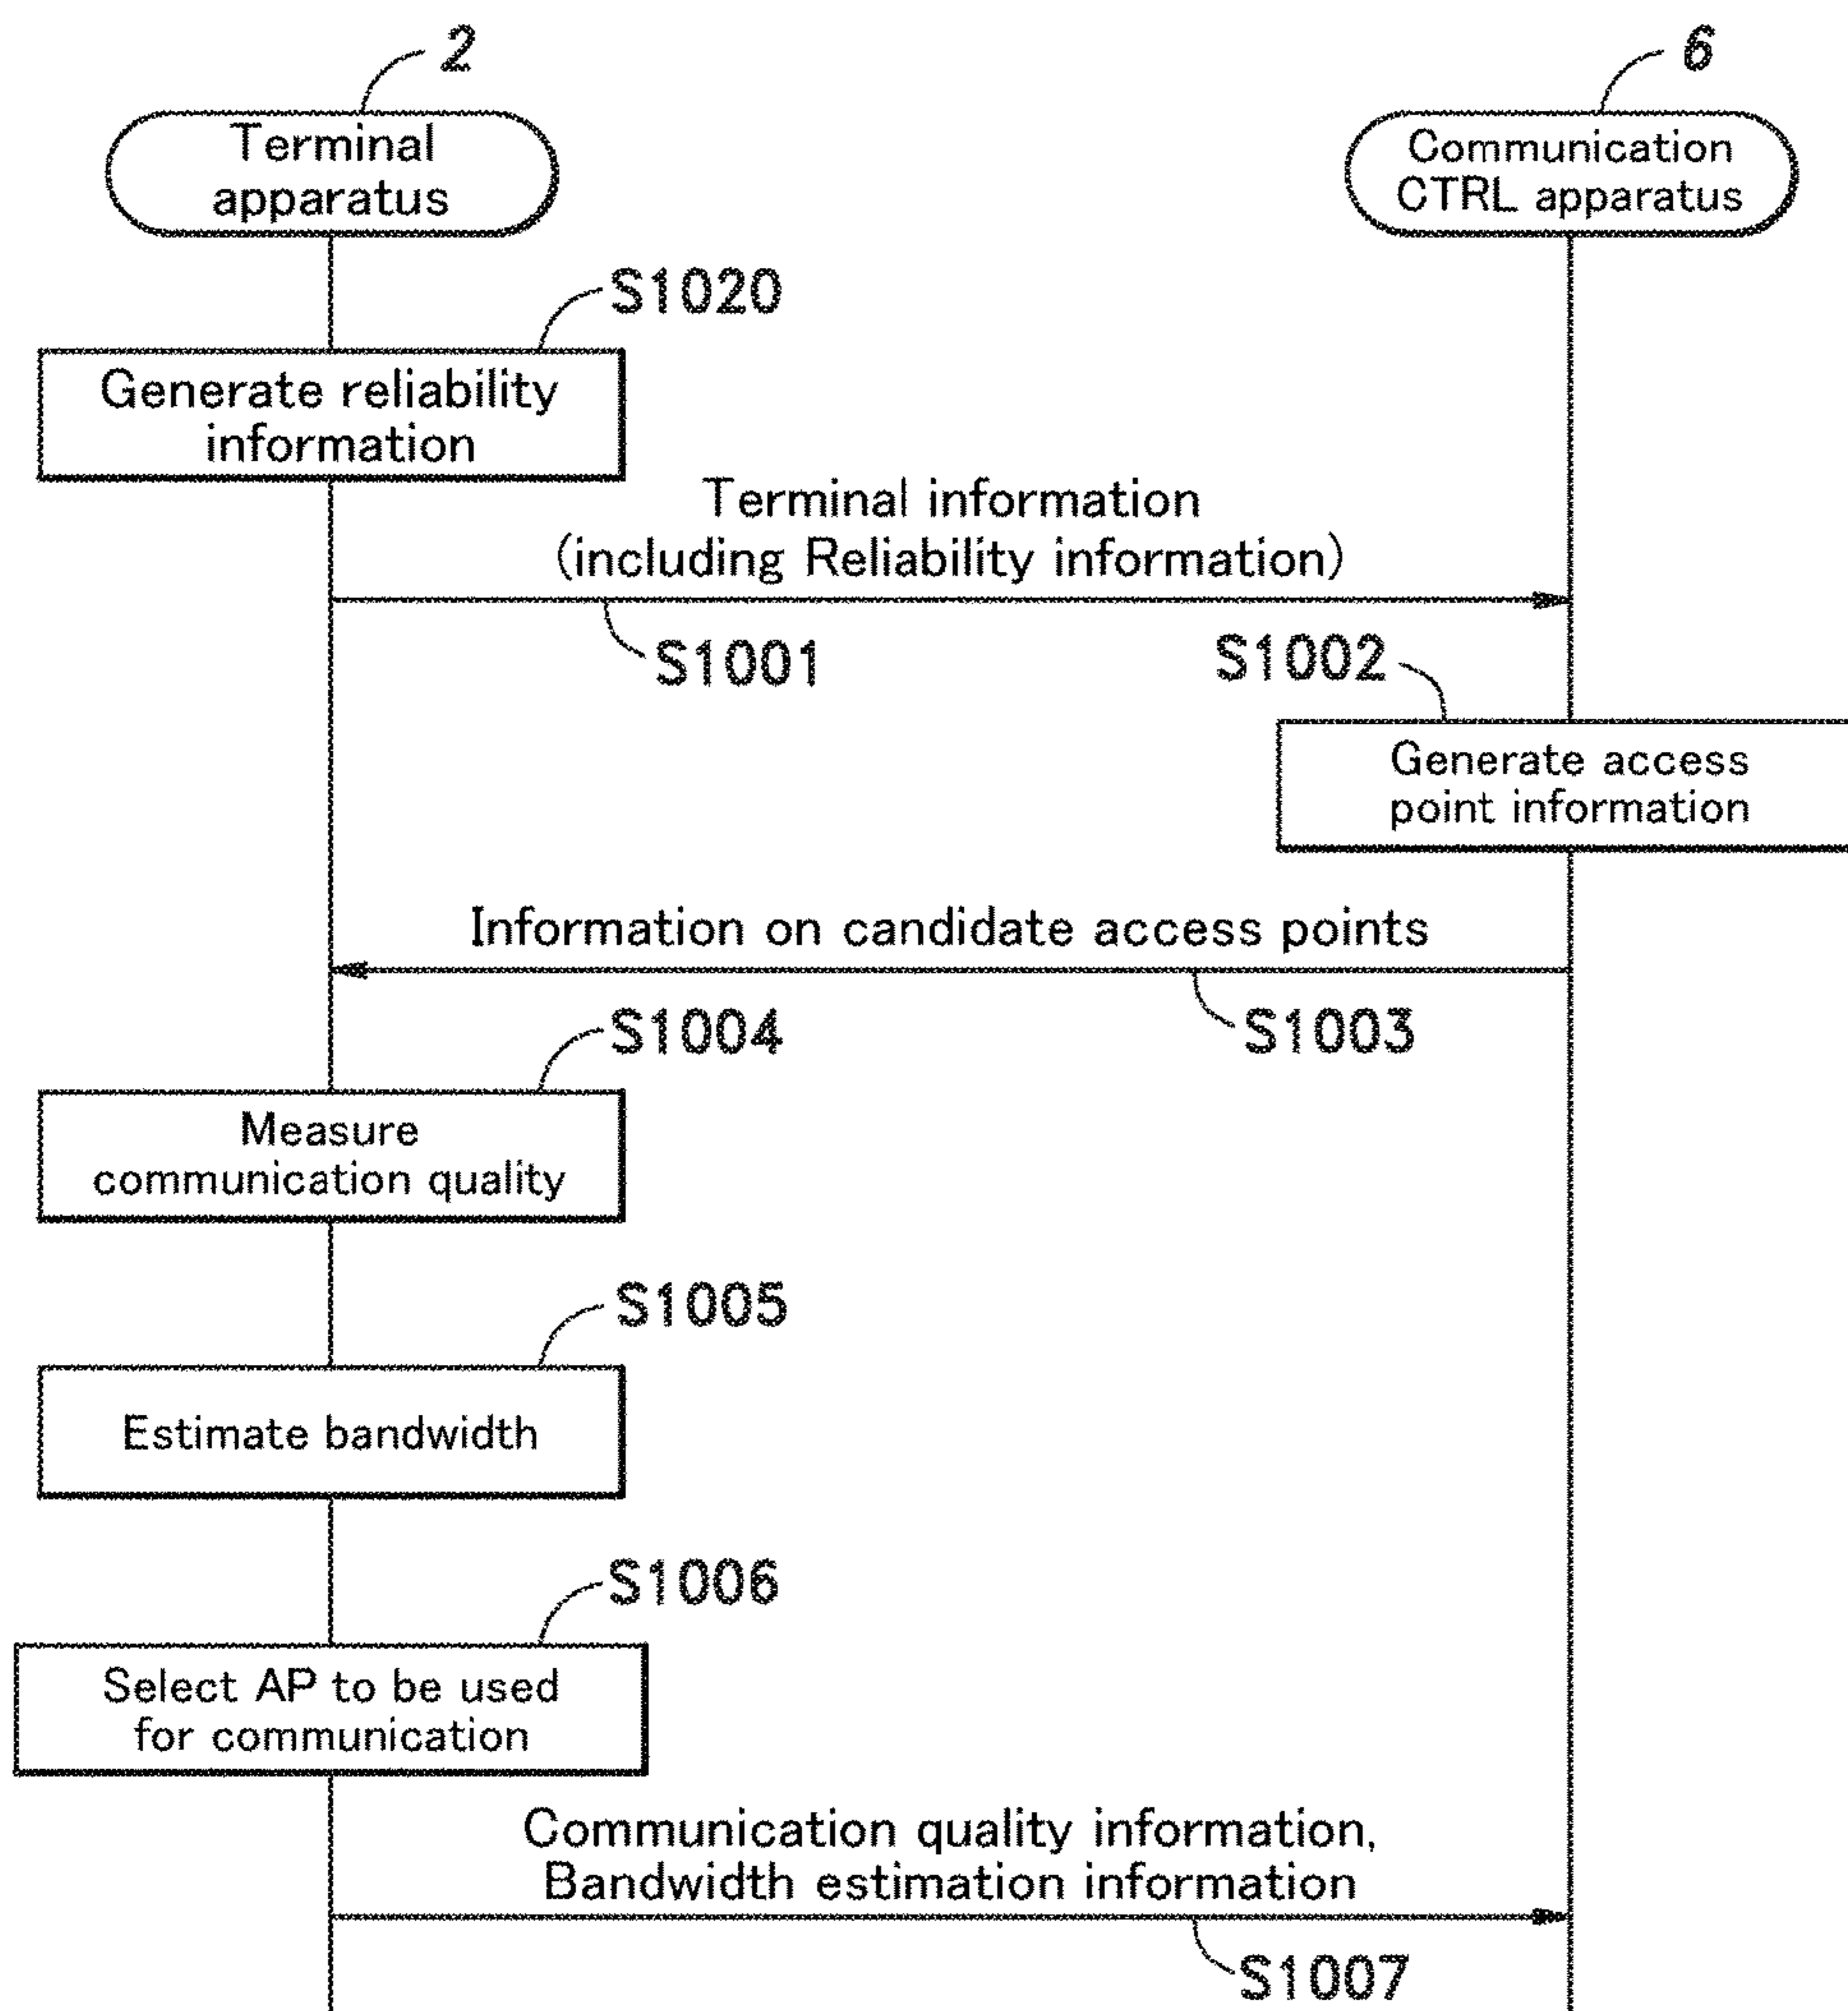 2
6
Terminal
apparatus
Communication
CTRL apparatus
S1020
Generate reliability
information
Terminal information
(including Reliability information)
S1001
S1002
Generate access
point information
Information on candidate access points
S1003
S1004
Measure
communication quality
S1005
Estimate bandwidth
S1006
Select AP to be used
for communication
Communication quality information,
Bandwidth estimation information
S1007